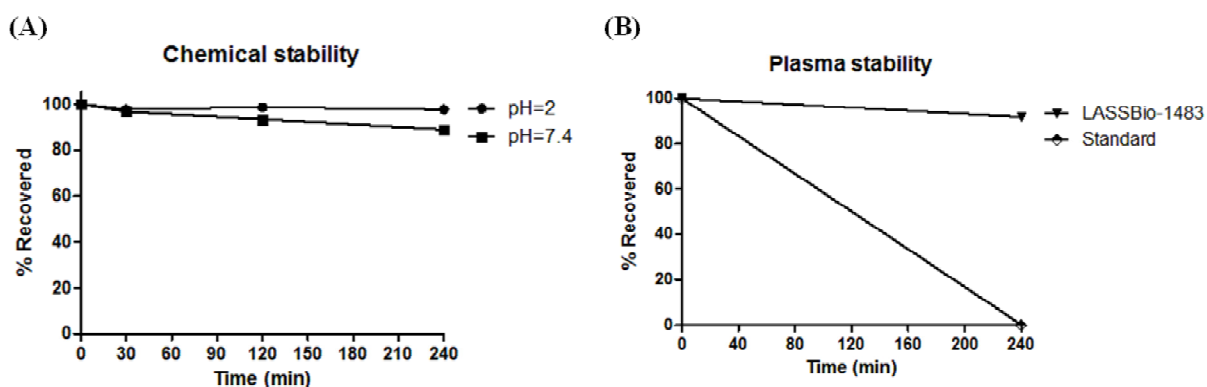 (A)
Chemical stability
% Recovered
100
80
60
40
20
0
0 30 60 90 120 150 180 210 240
Time (min)
pH=2
pH=7.4
(B)
Plasma stability
% Recovered
100
80
60
40
20
0
0 40 80 120 160 200 240
Time (min)
LASSBio-1483
Standard